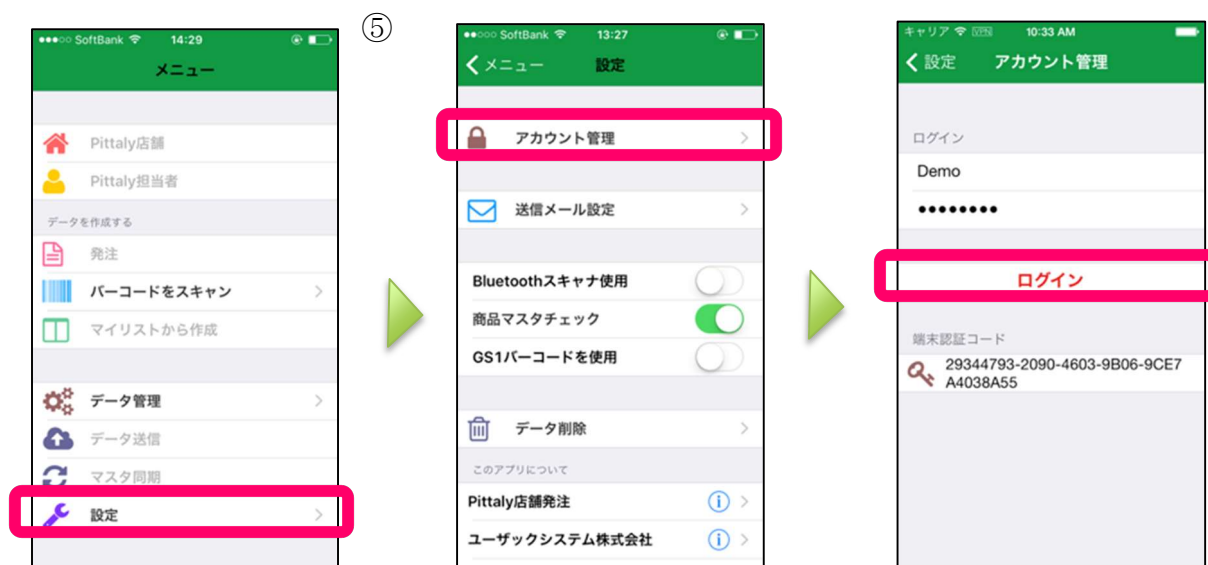 ⑤
SoftBank 14:29
メニュー
Pittaly店舗
Pittaly担当者
データを作成する
発注
バーコードをスキャン
マイリストから作成
データ管理
データ送信
マスタ同期
設定
SoftBank 13:27
メニュー 設定
アカウント管理
送信メール設定
Bluetoothスキャナ使用
商品マスタチェック
GS1バーコードを使用
データ削除
このアプリについて
Pittaly店舗発注
ユーザックシステム株式会社
キャリア VPN 10:33 AM
設定 アカウント管理
ログイン
Demo
••••••••
ログイン
端末認証コード
29344793-2090-4603-9B06-9CE7
A4038A55